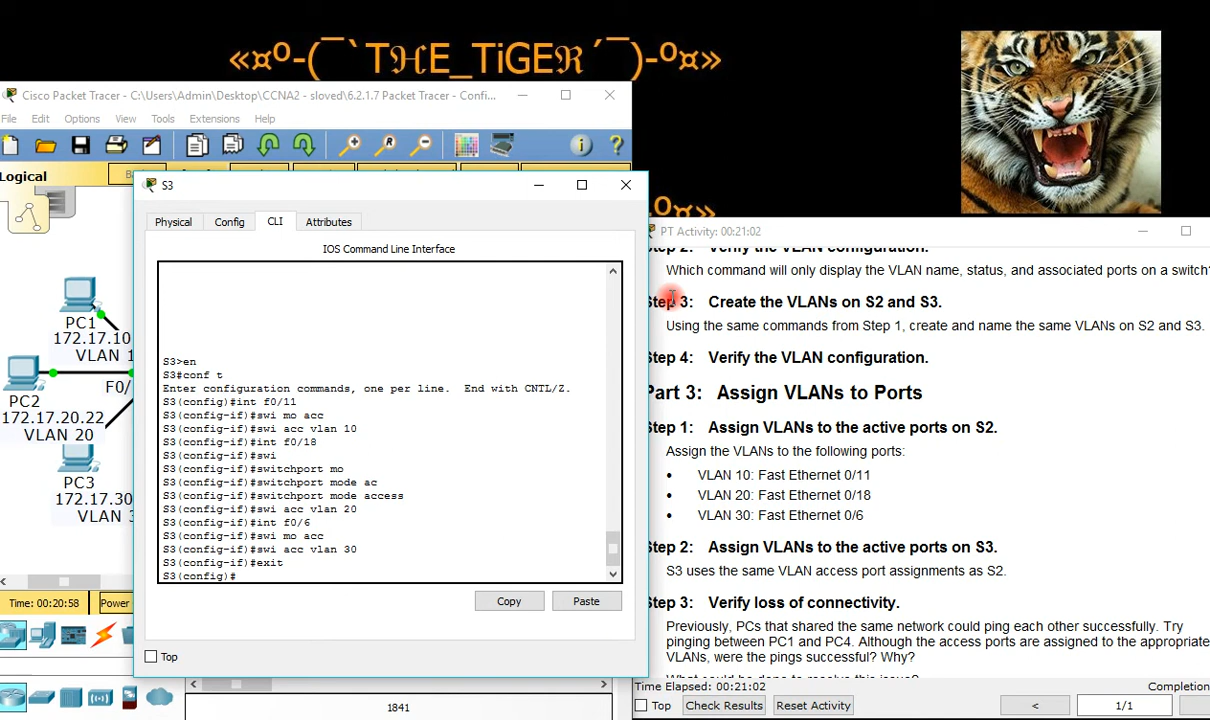 «¤º-(¯`TℋE_TiGEℜ´¯)-º¤»
Cisco Packet Tracer - C:\Users\Admin\Desktop\CCNA2 - sloved\6.2.1.7 Packet Tracer - Confi...
File Edit Options View Tools Extensions Help
Logical
S3
º¤»
PT Activity: 00:21:02
Physical Config CLI Attributes
IOS Command Line Interface
S3>en
S3#conf t
Enter configuration commands, one per line. End with CNTL/Z.
S3(config)#int f0/11
S3(config-if)#swi mo acc
S3(config-if)#swi acc vlan 10
S3(config-if)#int f0/18
S3(config-if)#swi
S3(config-if)#switchport mo
S3(config-if)#switchport mode ac
S3(config-if)#switchport mode access
S3(config-if)#swi acc vlan 20
S3(config-if)#int f0/6
S3(config-if)#swi mo acc
S3(config-if)#swi acc vlan 30
S3(config-if)#exit
S3(config)#
Copy Paste
Top
PC1
172.17.10
VLAN 1
F0/
PC2
172.17.20.22
VLAN 20
PC3
172.17.30
VLAN 3
Time: 00:20:58 Power
1841
Step 2: Verify the VLAN configuration.
Which command will only display the VLAN name, status, and associated ports on a switch?
Step 3: Create the VLANs on S2 and S3.
Using the same commands from Step 1, create and name the same VLANs on S2 and S3.
Step 4: Verify the VLAN configuration.
Part 3: Assign VLANs to Ports
Step 1: Assign VLANs to the active ports on S2.
Assign the VLANs to the following ports:
• VLAN 10: Fast Ethernet 0/11
• VLAN 20: Fast Ethernet 0/18
• VLAN 30: Fast Ethernet 0/6
Step 2: Assign VLANs to the active ports on S3.
S3 uses the same VLAN access port assignments as S2.
Step 3: Verify loss of connectivity.
Previously, PCs that shared the same network could ping each other successfully. Try
pinging between PC1 and PC4. Although the access ports are assigned to the appropriate
VLANs, were the pings successful? Why?
What could be done to resolve this issue?
Time Elapsed: 00:21:02 Completion
Top Check Results Reset Activity < 1/1